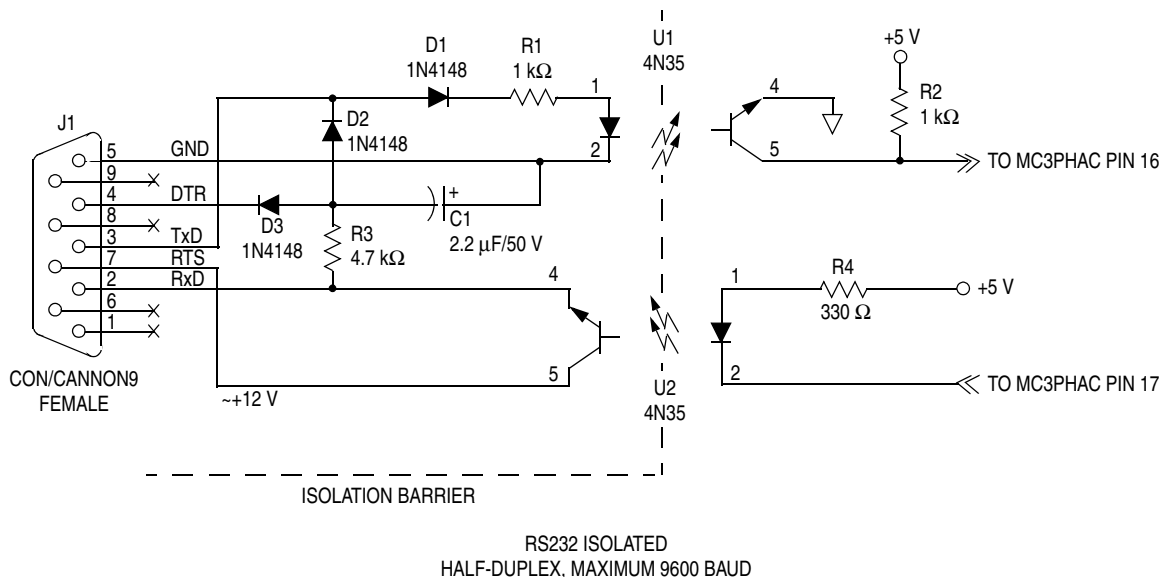 J1
5 GND
9
4 DTR
8
3 TxD
7 RTS
2 RxD
6
1
CON/CANNON9
FEMALE
~+12 V
D1
1N4148
R1
1 kΩ
D2
1N4148
D3
1N4148
+
C1
2.2 µF/50 V
R3
4.7 kΩ
1
2
4
5
U1
4N35
4
5
+5 V
R2
1 kΩ
TO MC3PHAC PIN 16
1
2
R4
330 Ω
+5 V
TO MC3PHAC PIN 17
U2
4N35
ISOLATION BARRIER
RS232 ISOLATED
HALF-DUPLEX, MAXIMUM 9600 BAUD